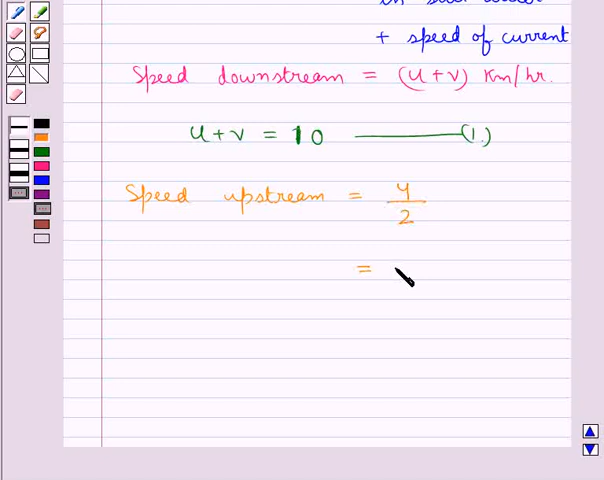 + speed of current
Speed downstream = (u+v) Km/hr.
u+v = 10 ———(1.)
Speed upstream = 4/2
=